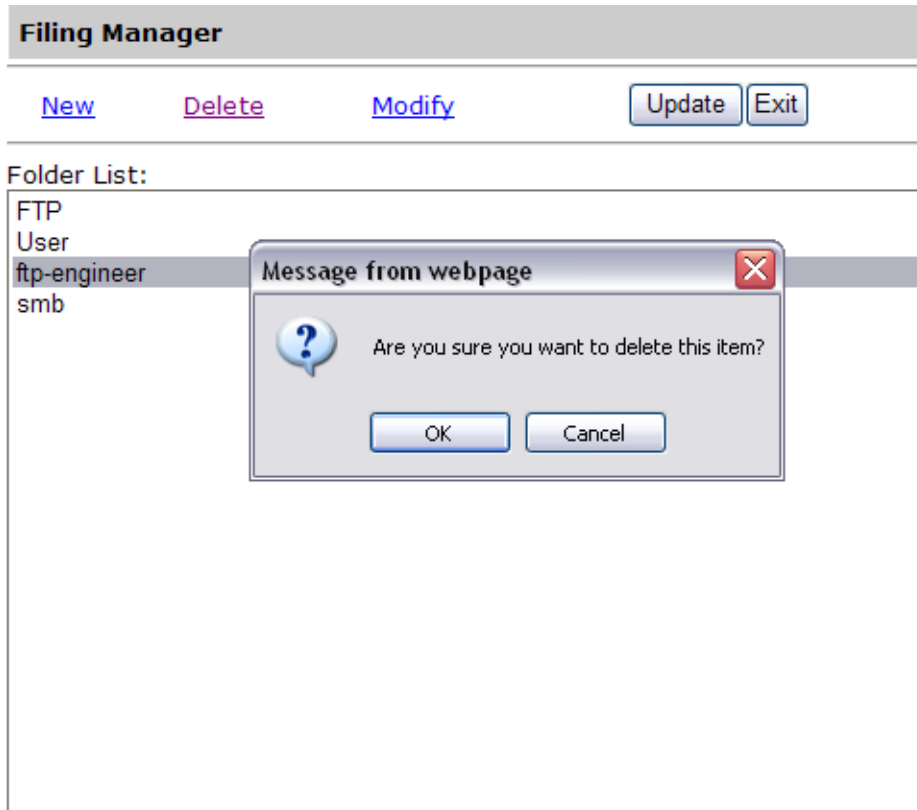 Filing Manager
New Delete Modify Update Exit
Folder List:
FTP
User
ftp-engineer
smb
Message from webpage
?
Are you sure you want to delete this item?
OK Cancel